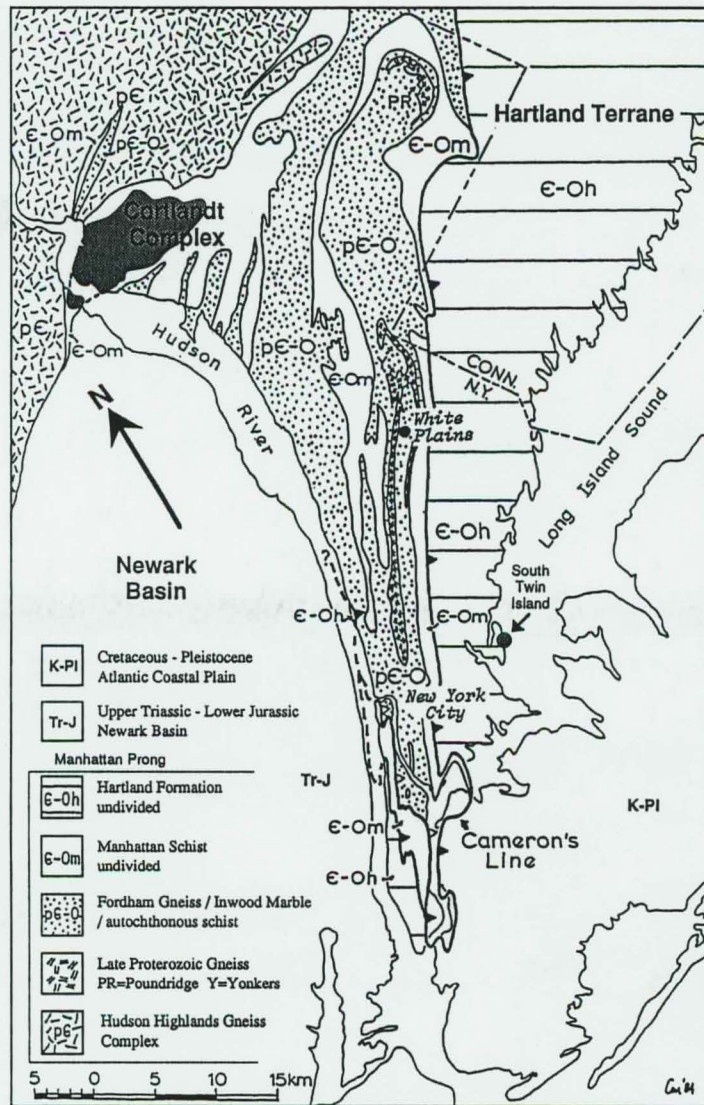 pЄ
Є-Om
pЄ-O
PR
Є-Om
Hartland Terrane
Є-Oh
Cortlandt
Complex
pЄ-O
pЄ
Є-Om
Hudson
River
pЄ-O
Є-Om
CONN.
N.Y.
White
Plains
N
Long Island Sound
Є-Oh
Newark
Basin
?
South
Twin
Island
Є-Oh
Є-Om
pЄ-O
New York
City
K-Pl Cretaceous - Pleistocene
Atlantic Coastal Plain
Tr-J Upper Triassic - Lower Jurassic
Newark Basin
Manhattan Prong
Є-Oh Hartland Formation
undivided
Є-Om Manhattan Schist
undivided
pЄ-O Fordham Gneiss / Inwood Marble
/ autochthonous schist
Late Proterozoic Gneiss
PR=Poundridge Y=Yonkers
pЄ Hudson Highlands Gneiss
Complex
Tr-J
K-Pl
Є-Om
Cameron's
Line
Є-Oh
5 0 5 10 15km